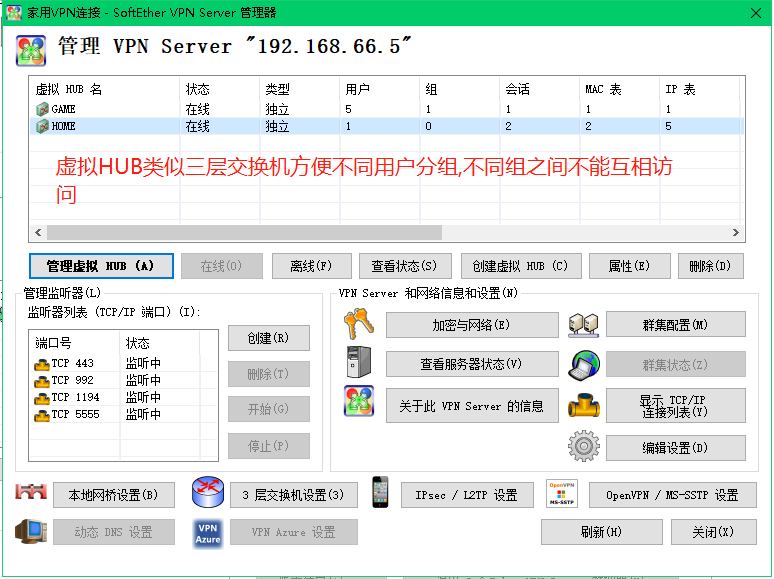 家用VPN连接 - SoftEther VPN Server 管理器
管理 VPN Server "192.168.66.5"
虚拟 HUB 名 状态 类型 用户 组 会话 MAC 表 IP 表
GAME 在线 独立 5 1 1 1 1
HOME 在线 独立 1 0 2 2 5
虚拟HUB类似三层交换机方便不同用户分组,不同组之间不能互相访
问
管理虚拟 HUB (A) 在线(O) 离线(F) 查看状态(S) 创建虚拟 HUB (C) 属性(E) 删除(D)
管理监听器(L)
监听器列表 (TCP/IP 端口) (I):
端口号 状态
TCP 443 监听中
TCP 992 监听中
TCP 1194 监听中
TCP 5555 监听中
创建(R)
删除(T)
开始(G)
停止(P)
VPN Server 和网络信息和设置(N)
加密与网络(E) 群集配置(M)
查看服务器状态(V) 群集状态(Z)
关于此 VPN Server 的信息 显示 TCP/IP
连接列表(Y)
编辑设置(D)
本地网桥设置(B) 3 层交换机设置(3) IPsec / L2TP 设置 OpenVPN
MS-SSTP OpenVPN / MS-SSTP 设置
动态 DNS 设置 VPN
Azure VPN Azure 设置 刷新(H) 关闭(X)